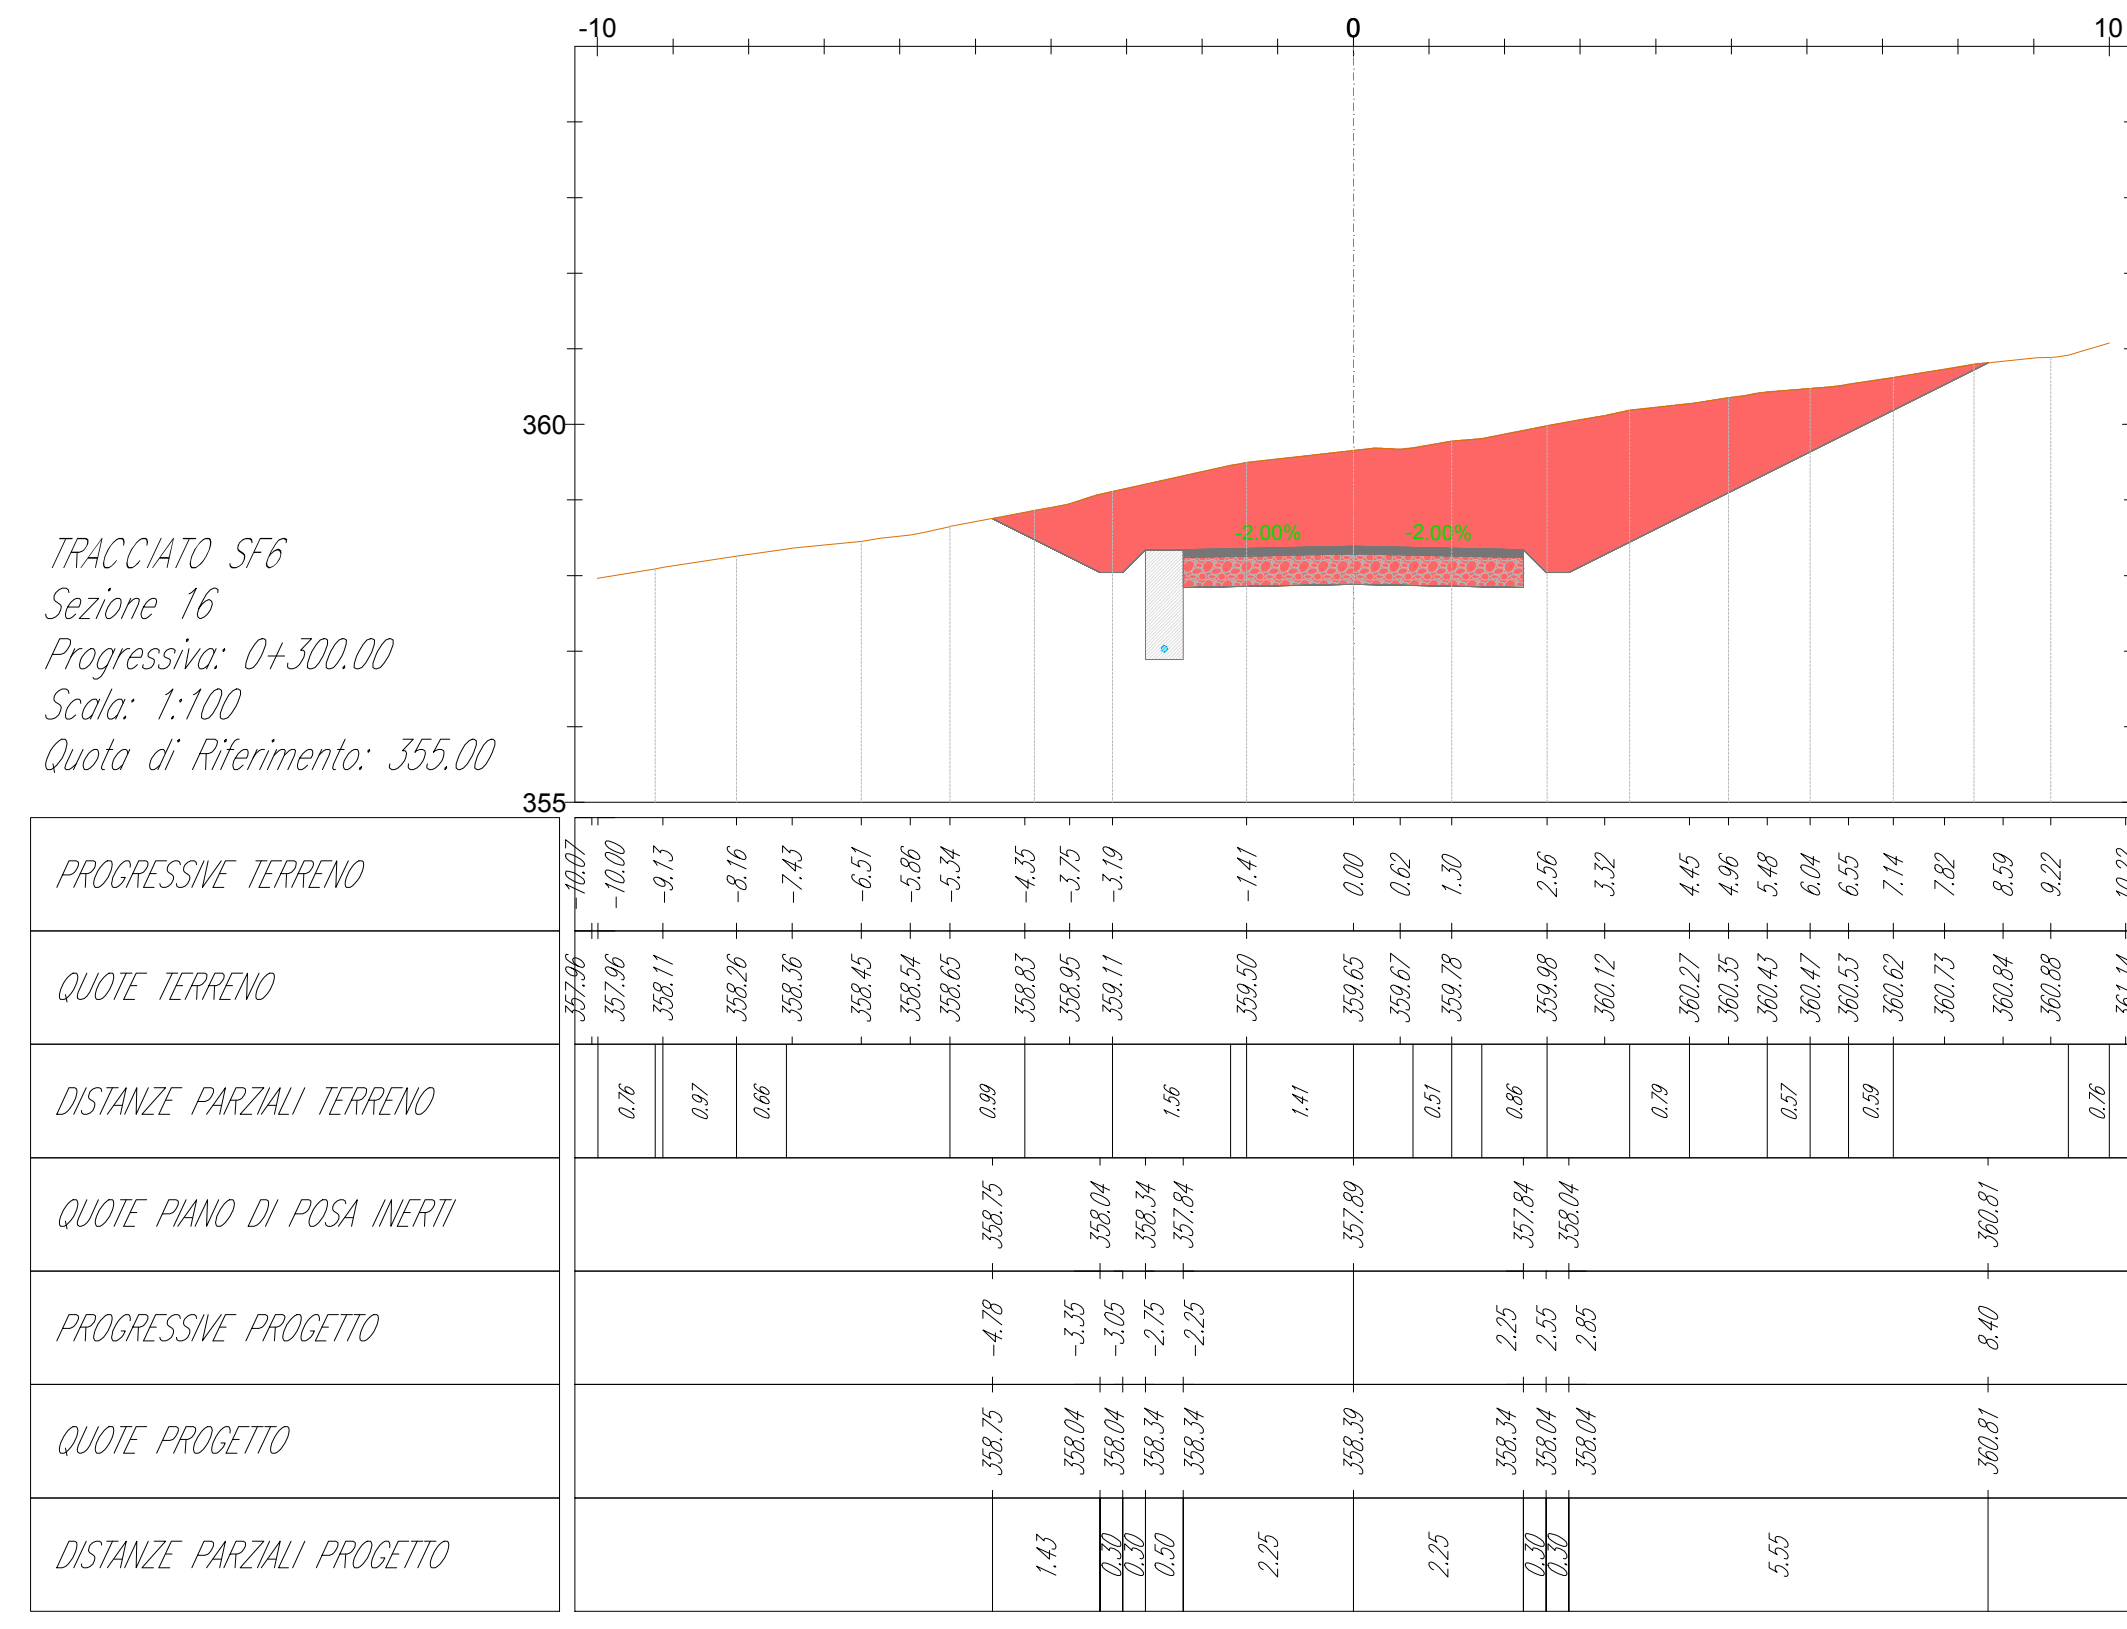 -10 0 10
360
-2.00% -2.00%
TRACCIATO SF6
Sezione 16
Progressiva: 0+300.00
Scala: 1:100
Quota di Riferimento: 355.00
355
PROGRESSIVE TERRENO -10.07 -10.00 -9.13 -8.16 -7.43 -6.51 -5.86 -5.34 -4.35 -3.75 -3.19 -1.41 0.00 0.62 1.30 2.56 3.32 4.45 4.96 5.48 6.04 6.55 7.14 7.82 8.59 9.22
QUOTE TERRENO 357.96 357.96 358.11 358.26 358.36 358.45 358.54 358.65 358.83 358.95 359.11 359.50 359.65 359.67 359.78 359.98 360.12 360.27 360.35 360.43 360.47 360.53 360.62 360.73 360.84 360.88 361.14
DISTANZE PARZIALI TERRENO 0.76 0.97 0.66 0.99 1.56 1.41 0.51 0.86 0.79 0.57 0.59 0.76
QUOTE PIANO DI POSA INERTI 358.75 358.04 358.34 357.84 357.89 357.84 358.04 360.81
PROGRESSIVE PROGETTO -4.78 -3.35 -3.05 -2.75 -2.25 2.25 2.55 2.85 8.40
QUOTE PROGETTO 358.75 358.04 358.04 358.34 358.34 358.39 358.34 358.04 358.04 360.81
DISTANZE PARZIALI PROGETTO 1.43 0.30 0.30 0.50 2.25 2.25 0.30 0.30 5.55